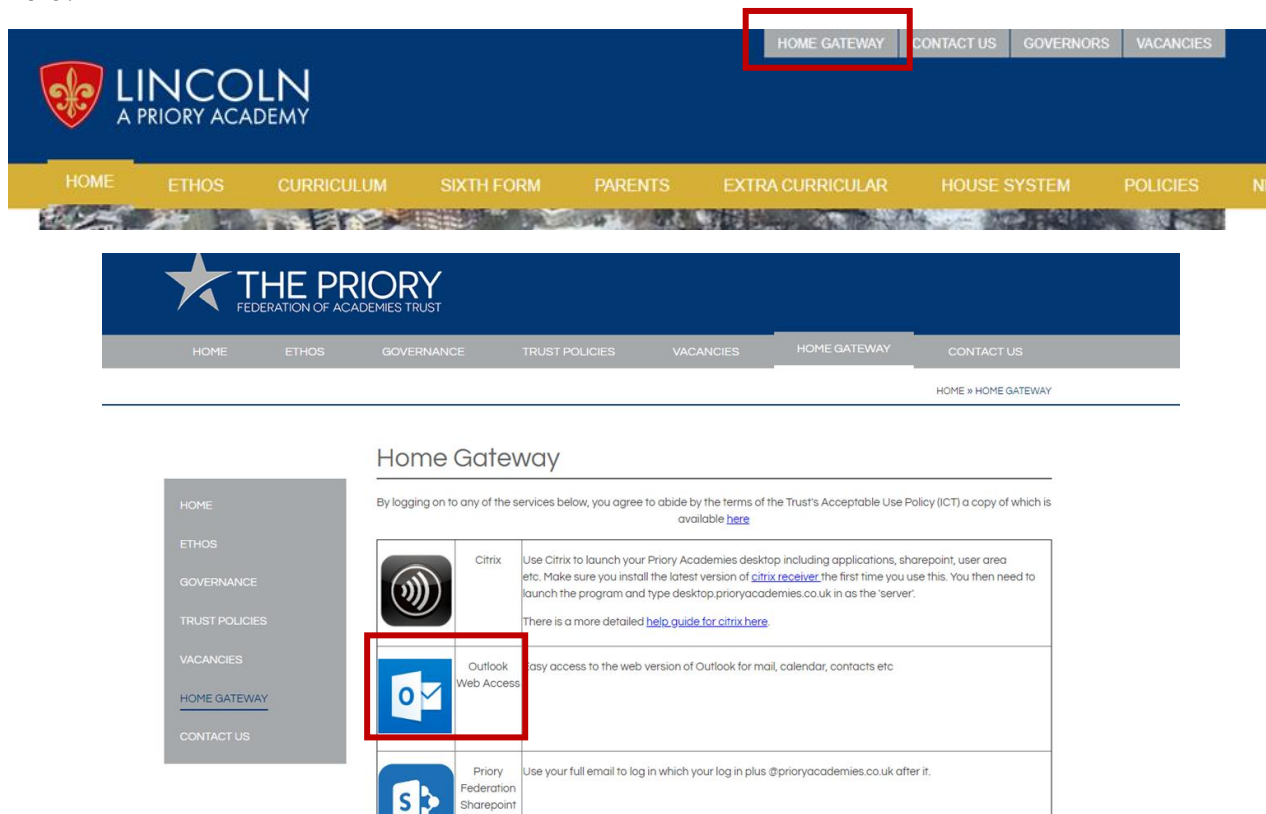 HOME GATEWAY CONTACT US GOVERNORS VACANCIES
LINCOLN
A PRIORY ACADEMY
HOME ETHOS CURRICULUM SIXTH FORM PARENTS EXTRA CURRICULAR HOUSE SYSTEM POLICIES
THE PRIORY
FEDERATION OF ACADEMIES TRUST
HOME ETHOS GOVERNANCE TRUST POLICIES VACANCIES HOME GATEWAY CONTACT US
HOME » HOME GATEWAY
Home Gateway
HOME
ETHOS
GOVERNANCE
TRUST POLICIES
VACANCIES
HOME GATEWAY
CONTACT US
By logging on to any of the services below, you agree to abide by the terms of the Trust's Acceptable Use Policy (ICT) a copy of which is
available here
Citrix
Use Citrix to launch your Priory Academies desktop including applications, sharepoint, user area
etc. Make sure you install the latest version of citrix receiver the first time you use this. You then need to
launch the program and type desktop.prioryacademies.co.uk in as the 'server'.
There is a more detailed help guide for citrix here.
Outlook
Web Access
Easy access to the web version of Outlook for mail, calendar, contacts etc
Priory
Federation
Sharepoint
Use your full email to log in which your log in plus @prioryacademies.co.uk after it.